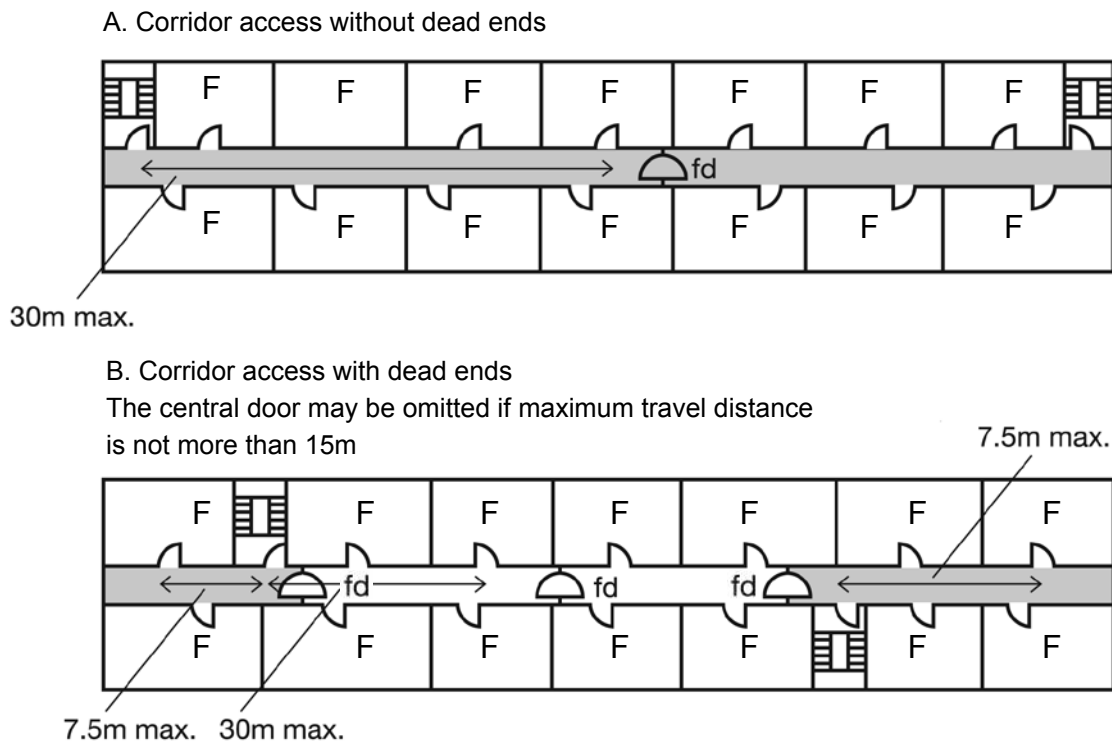 A. Corridor access without dead ends
F F F F F F F
fd
F F F F F F F
30m max.
B. Corridor access with dead ends
The central door may be omitted if maximum travel distance
is not more than 15m
7.5m max.
F F F F F F F
fd fd fd
F F F F F F F
7.5m max. 30m max.